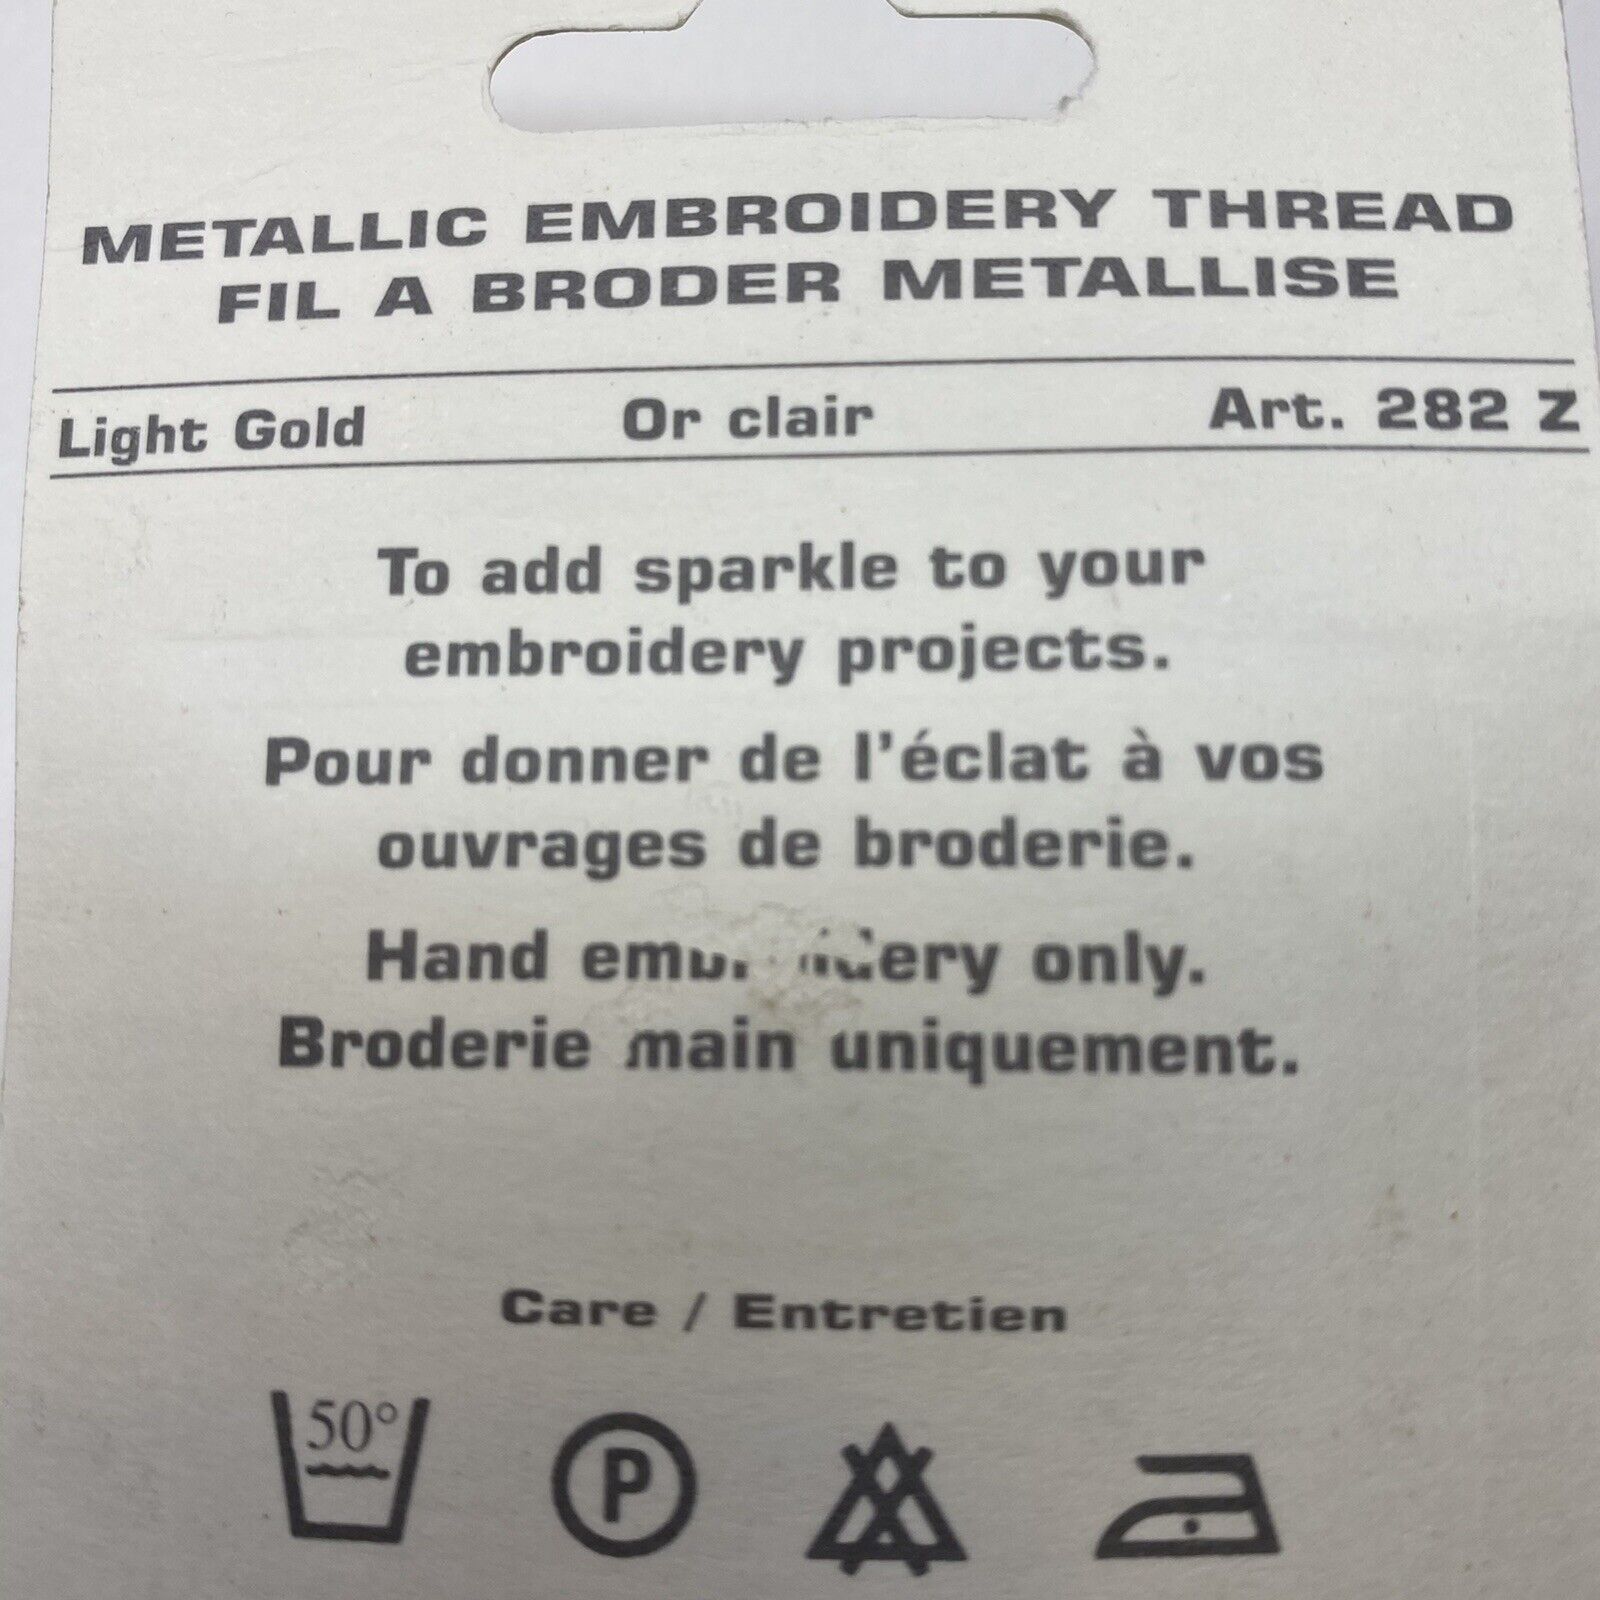 METALLIC EMBROIDERY THREAD
FIL A BRODER METALLISE
Light Gold Or clair Art. 282 Z
To add sparkle to your
embroidery projects.
Pour donner de l'éclat à vos
ouvrages de broderie.
Hand embroidery only.
Broderie main uniquement.
Care / Entretien
50° P